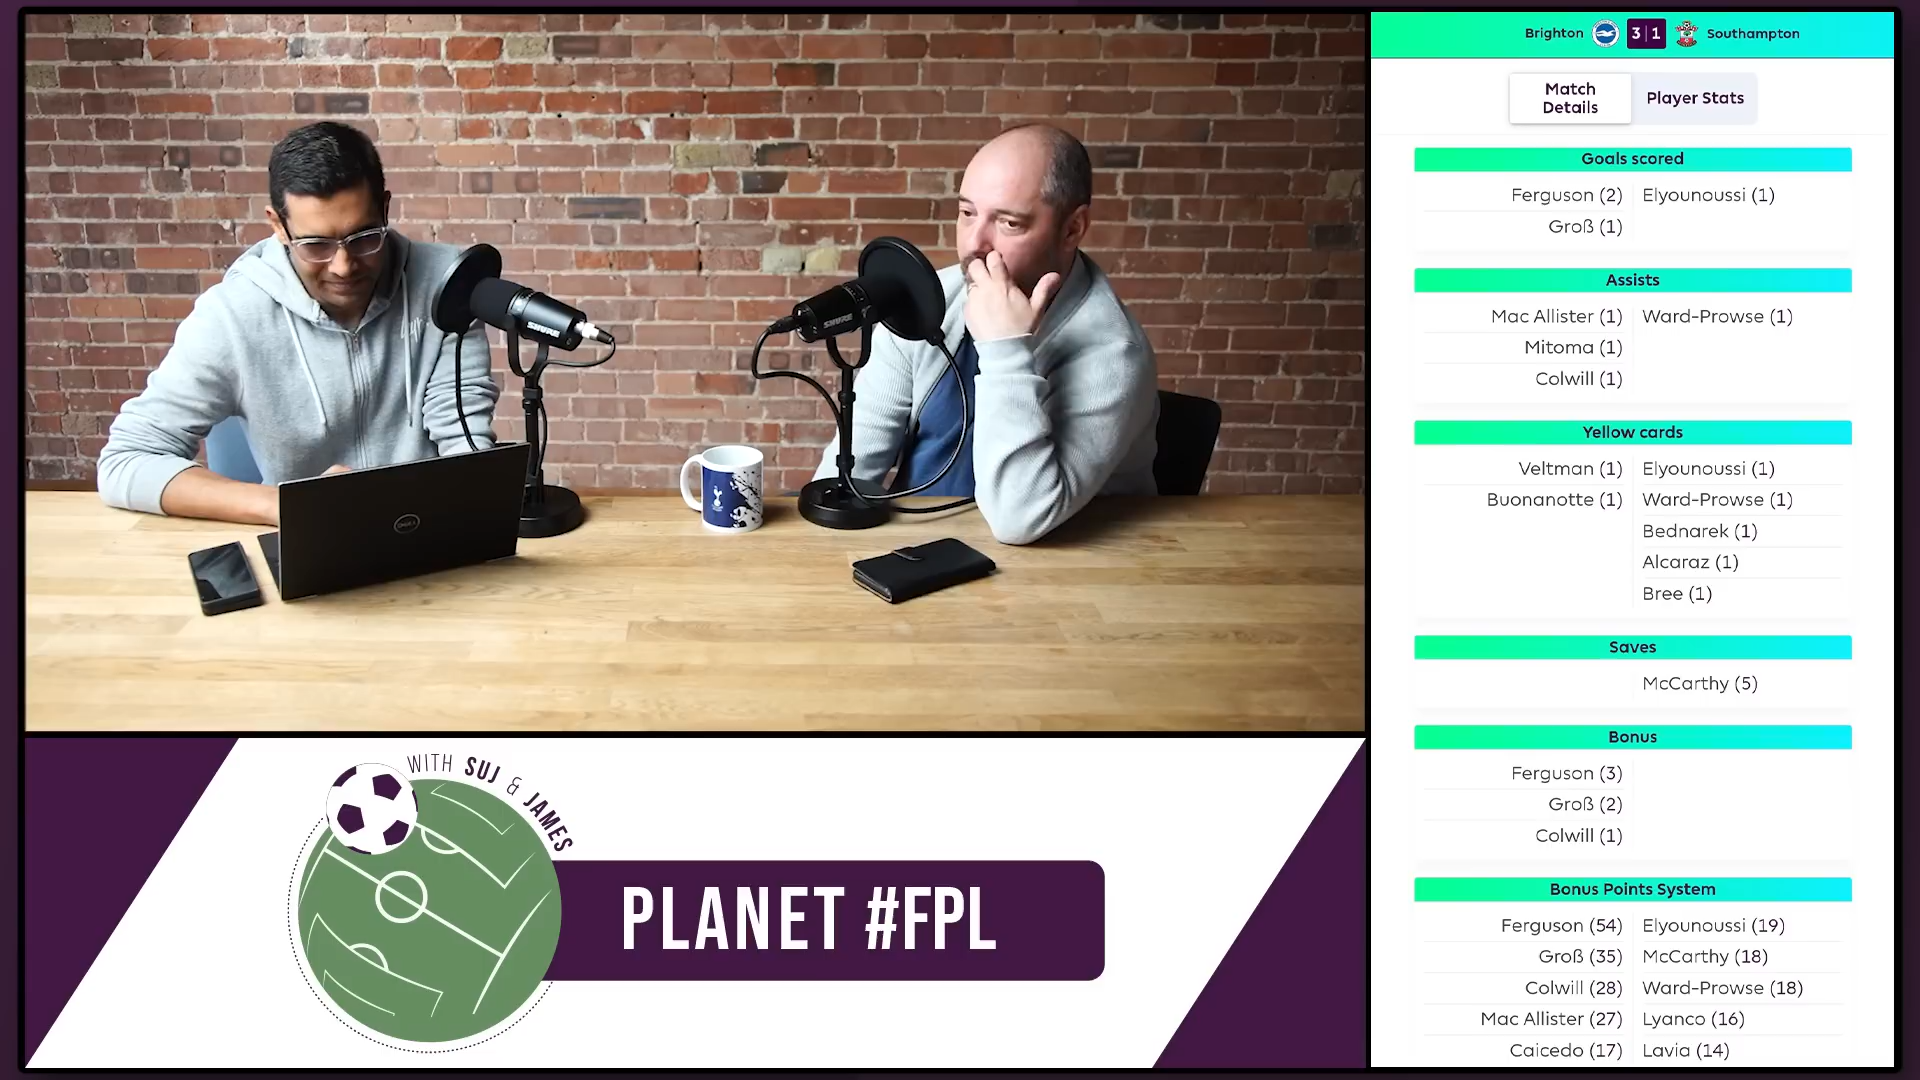 Brighton 3 | 1 Southampton
Match Details
Player Stats
Goals scored
Ferguson (2) Elyounoussi (1)
Groß (1)
Assists
Mac Allister (1) Ward-Prowse (1)
Mitoma (1)
Colwill (1)
Yellow cards
Veltman (1) Elyounoussi (1)
Buonanotte (1) Ward-Prowse (1)
Bednarek (1)
Alcaraz (1)
Bree (1)
Saves
McCarthy (5)
Bonus
Ferguson (3)
Groß (2)
Colwill (1)
Bonus Points System
Ferguson (54) Elyounoussi (19)
Groß (35) McCarthy (18)
Colwill (28) Ward-Prowse (18)
Mac Allister (27) Lyanco (16)
Caicedo (17) Lavia (14)
SHURE
SHURE
DELL
WITH SUJ & JAMES
PLANET #FPL